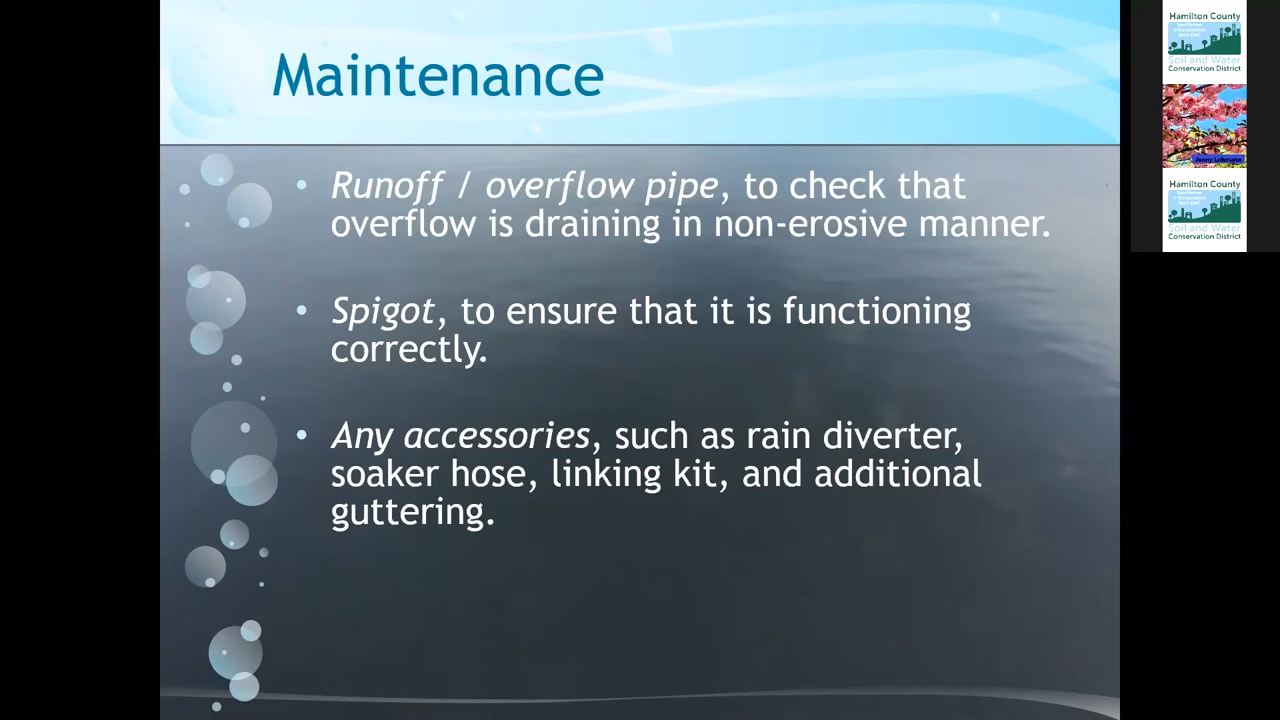 Maintenance
• Runoff / overflow pipe, to check that
overflow is draining in non-erosive manner.
• Spigot, to ensure that it is functioning
correctly.
• Any accessories, such as rain diverter,
soaker hose, linking kit, and additional
guttering.
Hamilton County
Soil and Water
Conservation District
Jenny Lohmann
Hamilton County
Soil and Water
Conservation District